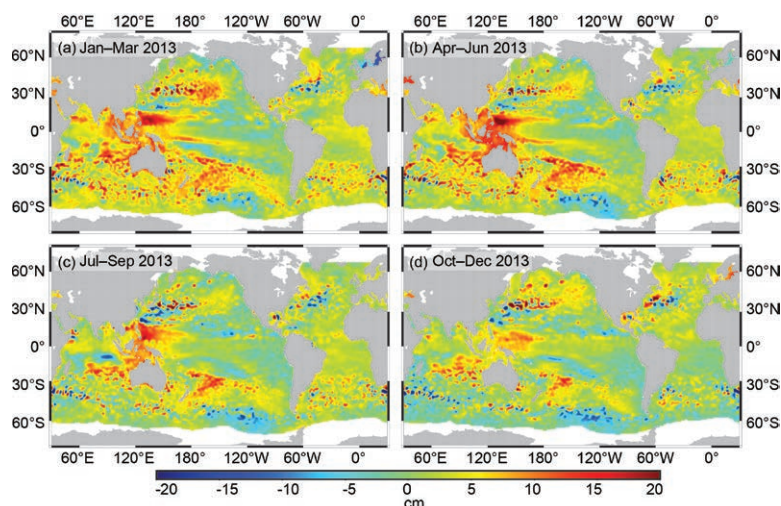 60°E 120°E 180° 120°W 60°W 0° 60°E 120°E 180° 120°W 60°W 0°
60°N (a) Jan–Mar 2013 (b) Apr–Jun 2013 60°N
30°N 30°N
0° 0°
30°S 30°S
60°S 60°S
60°N (c) Jul–Sep 2013 (d) Oct–Dec 2013 60°N
30°N 30°N
0° 0°
30°S 30°S
60°S 60°S
60°E 120°E 180° 120°W 60°W 0° 60°E 120°E 180° 120°W 60°W 0°
-20 -15 -10 -5 0 5 10 15 20
cm